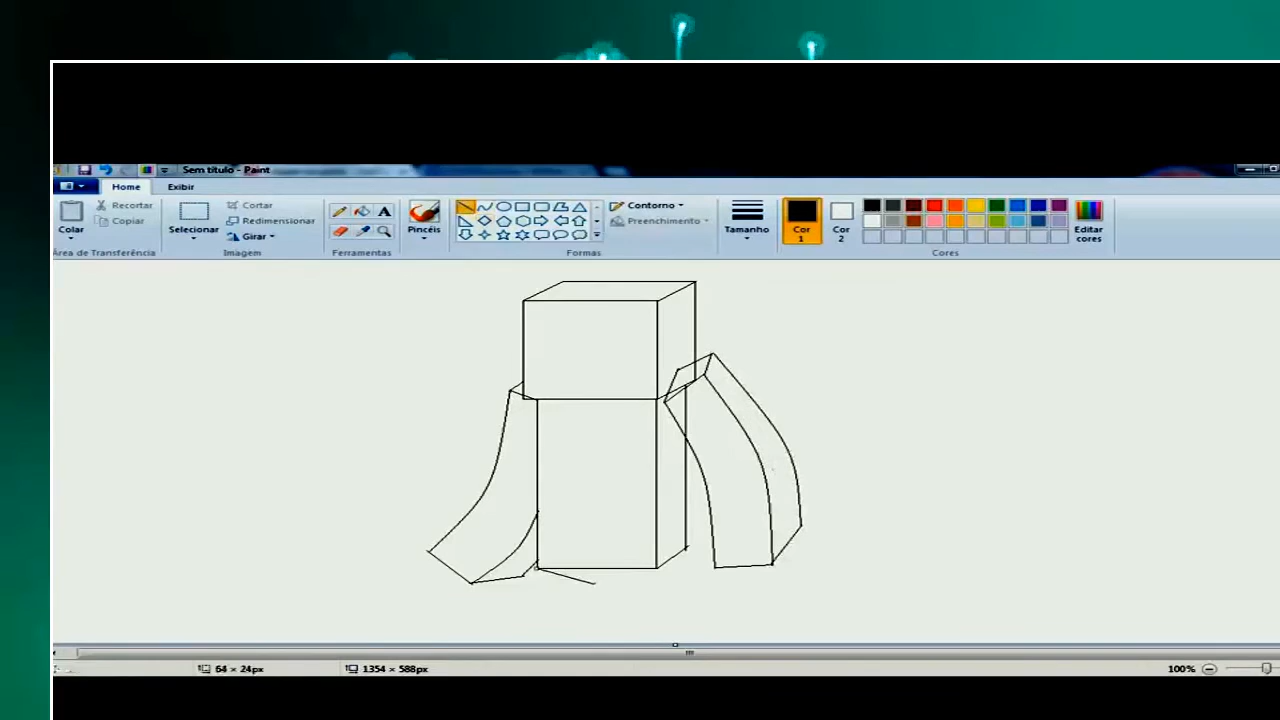 Sem título - Paint
Home Exibir
Colar
Recortar
Copiar
Área de Transferência
Selecionar
Cortar
Redimensionar
Girar
Imagem
A
Ferramentas
Pincéis
Contorno
Preenchimento
Formas
Tamanho
Cor
1
Cor
2
Editar
cores
Cores
64 × 24px
1354 × 588px
100%